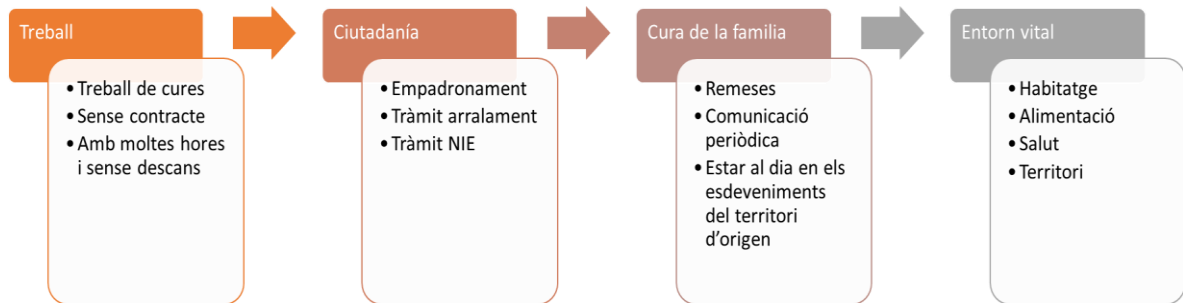 Treball
• Treball de cures
• Sense contracte
• Amb moltes hores
i sense descans
Ciutadanía
• Empadronament
• Tràmit arralament
• Tràmit NIE
Cura de la familia
• Remeses
• Comunicació
periòdica
• Estar al dia en els
esdeveniments
del territori
d'origen
Entorn vital
• Habitatge
• Alimentació
• Salut
• Territori